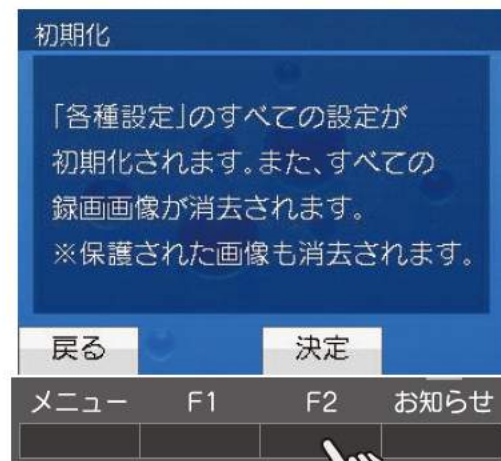 初期化
「各種設定」のすべての設定が
初期化されます。また、すべての
録画画像が消去されます。
※保護された画像も消去されます。
戻る 決定
メニュー F1 F2 お知らせ